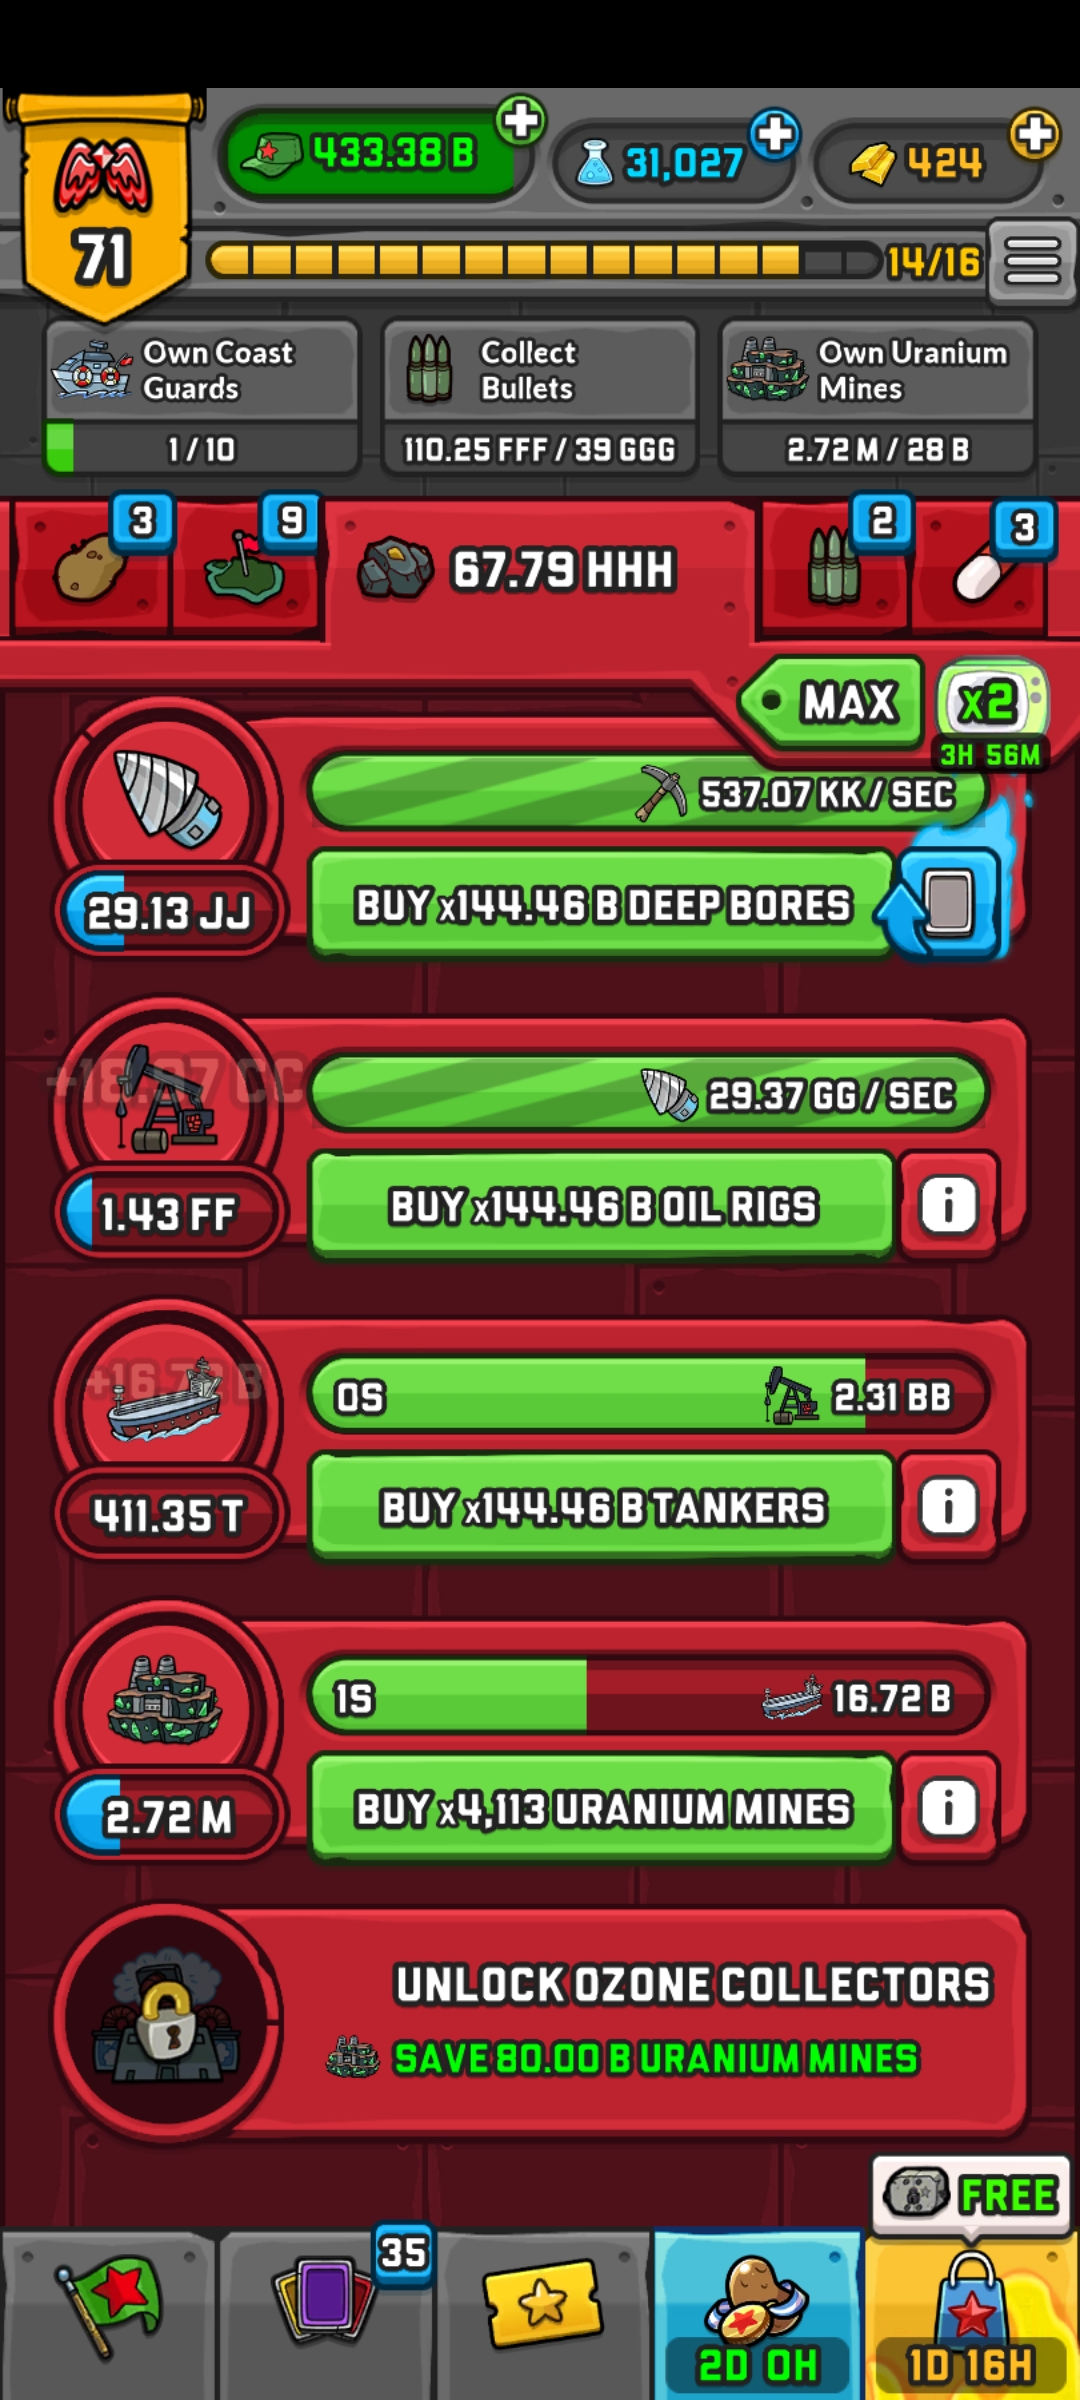 71
433.38 B
31,027
424
14/16
Own Coast
Guards
1 / 10
Collect
Bullets
110.25 FFF / 39 GGG
Own Uranium
Mines
2.72 M / 28 B
3
9
67.79 HHH
2
3
MAX
x2
3H 56M
537.07 KK / SEC
29.13 JJ
BUY x144.46 B DEEP BORES
+18.37 CC
29.37 GG / SEC
1.43 FF
BUY x144.46 B OIL RIGS
i
+16.72 B
0S
2.31 BB
411.35 T
BUY x144.46 B TANKERS
i
1S
16.72 B
2.72 M
BUY x4,113 URANIUM MINES
i
UNLOCK OZONE COLLECTORS
SAVE 80.00 B URANIUM MINES
FREE
35
2D 0H
1D 16H